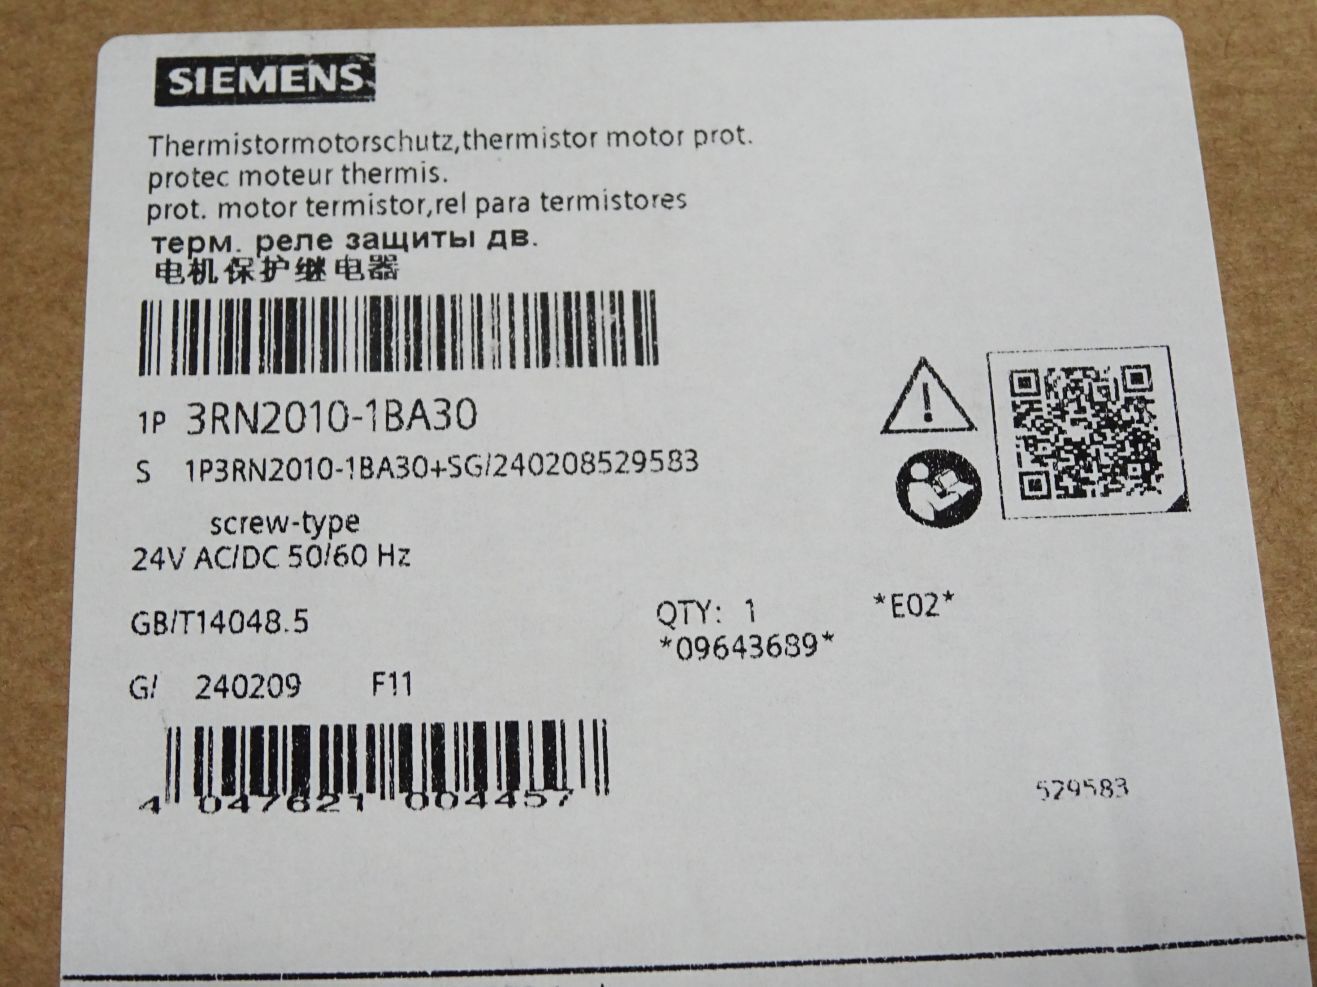 SIEMENS
Thermistormotorschutz,thermistor motor prot.
protec moteur thermis.
prot. motor termistor,rel para termistores
терм. реле защиты дв.
电机保护继电器
1P 3RN2010-1BA30
S 1P3RN2010-1BA30+SG/240208529583
screw-type
24V AC/DC 50/60 Hz
GB/T14048.5
QTY: 1 *E02*
*09643689*
G/ 240209 F11
4 047621 004457
529583